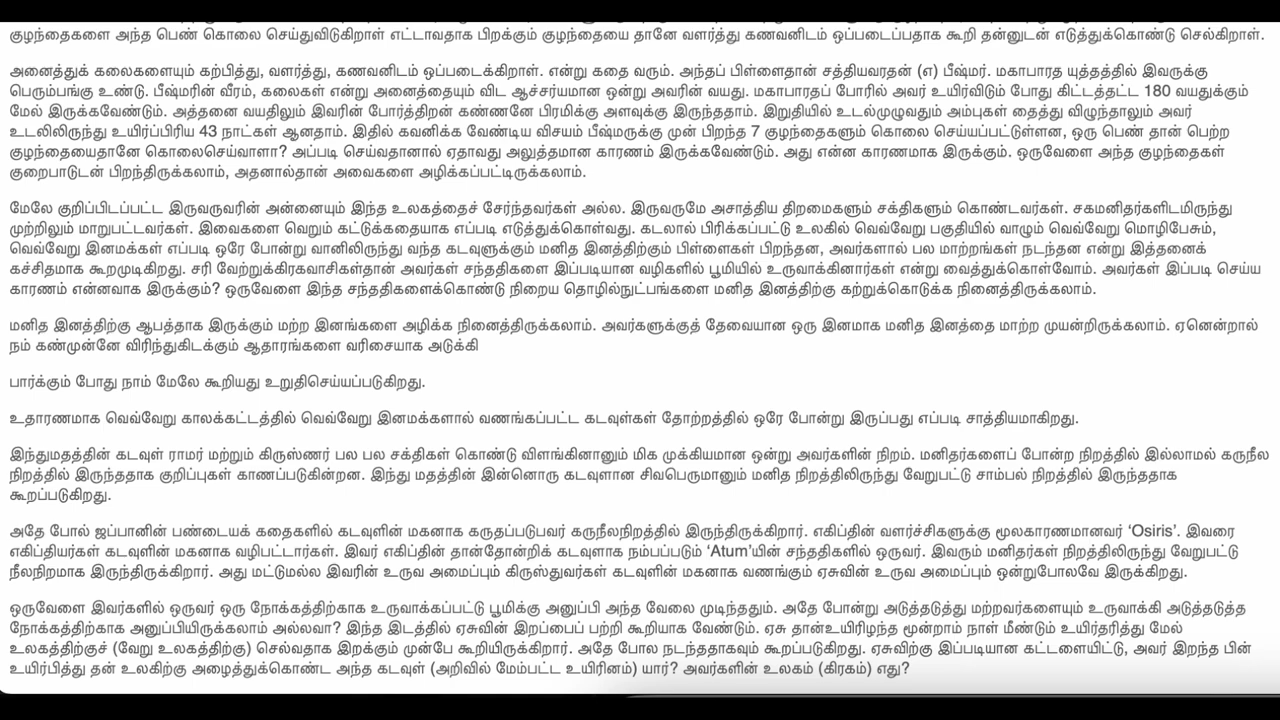 குழந்தைகளை அந்த பெண் கொலை செய்துவிடுகிறாள் எட்டாவதாக பிறக்கும் குழந்தையை தானே வளர்த்து கணவனிடம் ஒப்படைப்பதாக கூறி தன்னுடன் எடுத்துக்கொண்டு செல்கிறாள்.
அனைத்துக் கலைகளையும் கற்பித்து, வளர்த்து, கணவனிடம் ஒப்படைக்கிறாள். என்று கதை வரும். அந்தப் பிள்ளைதான் சத்தியவரதன் (எ) பீஷ்மர். மகாபாரத யுத்தத்தில் இவருக்கு
பெரும்பங்கு உண்டு. பீஷ்மரின் வீரம், கலைகள் என்று அனைத்தையும் விட ஆச்சர்யமான ஒன்று அவரின் வயது. மகாபாரதப் போரில் அவர் உயிர்விடும் போது கிட்டத்தட்ட 180 வயதுக்கும்
மேல் இருக்கவேண்டும். அத்தனை வயதிலும் இவரின் போர்த்திறன் கண்ணனே பிரமிக்கு அளவுக்கு இருந்ததாம். இறுதியில் உடல்முழுவதும் அம்புகள் தைத்து விழுந்தாலும் அவர்
உடலிலிருந்து உயிர்ப்பிரிய 43 நாட்கள் ஆனதாம். இதில் கவனிக்க வேண்டிய விசயம் பீஷ்மருக்கு முன் பிறந்த 7 குழந்தைகளும் கொலை செய்யப்பட்டுள்ளன, ஒரு பெண் தான் பெற்ற
குழந்தையைதானே கொலைசெய்வாளா? அப்படி செய்வதானால் ஏதாவது அலுத்தமான காரணம் இருக்கவேண்டும். அது என்ன காரணமாக இருக்கும். ஒருவேளை அந்த குழந்தைகள்
குறைபாடுடன் பிறந்திருக்கலாம், அதனால்தான் அவைகளை அழிக்கப்பட்டிருக்கலாம்.
மேலே குறிப்பிடப்பட்ட இருவருவரின் அன்னையும் இந்த உலகத்தைச் சேர்ந்தவர்கள் அல்ல. இருவருமே அசாத்திய திறமைகளும் சக்திகளும் கொண்டவர்கள். சகமனிதர்களிடமிருந்து
முற்றிலும் மாறுபட்டவர்கள். இவைகளை வெறும் கட்டுக்கதையாக எப்படி எடுத்துக்கொள்வது. கடலால் பிரிக்கப்பட்டு உலகில் வெவ்வேறு பகுதியில் வாழும் வெவ்வேறு மொழிபேசும்,
வெவ்வேறு இனமக்கள் எப்படி ஒரே போன்று வானிலிருந்து வந்த கடவுளுக்கும் மனித இனத்திற்கும் பிள்ளைகள் பிறந்தன, அவர்களால் பல மாற்றங்கள் நடந்தன என்று இத்தனைக்
கச்சிதமாக கூறமுடிகிறது. சரி வேற்றுக்கிரகவாசிகள்தான் அவர்கள் சந்ததிகளை இப்படியான வழிகளில் பூமியில் உருவாக்கினார்கள் என்று வைத்துக்கொள்வோம். அவர்கள் இப்படி செய்ய
காரணம் என்னவாக இருக்கும்? ஒருவேளை இந்த சந்ததிகளைக்கொண்டு நிறைய தொழில்நுட்பங்களை மனித இனத்திற்கு கற்றுக்கொடுக்க நினைத்திருக்கலாம்.
மனித இனத்திற்கு ஆபத்தாக இருக்கும் மற்ற இனங்களை அழிக்க நினைத்திருக்கலாம். அவர்களுக்குத் தேவையான ஒரு இனமாக மனித இனத்தை மாற்ற முயன்றிருக்கலாம். ஏனென்றால்
நம் கண்முன்னே விரிந்துகிடக்கும் ஆதாரங்களை வரிசையாக அடுக்கி
பார்க்கும் போது நாம் மேலே கூறியது உறுதிசெய்யப்படுகிறது.
உதாரணமாக வெவ்வேறு காலக்கட்டத்தில் வெவ்வேறு இனமக்களால் வணங்கப்பட்ட கடவுள்கள் தோற்றத்தில் ஒரே போன்று இருப்பது எப்படி சாத்தியமாகிறது.
இந்துமதத்தின் கடவுள் ராமர் மற்றும் கிருஸ்ணர் பல பல சக்திகள் கொண்டு விளங்கினானும் மிக முக்கியமான ஒன்று அவர்களின் நிறம். மனிதர்களைப் போன்ற நிறத்தில் இல்லாமல் கருநீல
நிறத்தில் இருந்ததாக குறிப்புகள் காணப்படுகின்றன. இந்து மதத்தின் இன்னொரு கடவுளான சிவபெருமானும் மனித நிறத்திலிருந்து வேறுபட்டு சாம்பல் நிறத்தில் இருந்ததாக
கூறப்படுகிறது.
அதே போல் ஜப்பானின் பண்டையக் கதைகளில் கடவுளின் மகனாக கருதப்படுபவர் கருநீலநிறத்தில் இருந்திருக்கிறார். எகிப்தின் வளர்ச்சிகளுக்கு மூலகாரணமானவர் ‘Osiris’. இவரை
எகிப்தியர்கள் கடவுளின் மகனாக வழிபட்டார்கள். இவர் எகிப்தின் தான்தோன்றிக் கடவுளாக நம்பப்படும் ‘Atum’யின் சந்ததிகளில் ஒருவர். இவரும் மனிதர்கள் நிறத்திலிருந்து வேறுபட்டு
நீலநிறமாக இருந்திருக்கிறார். அது மட்டுமல்ல இவரின் உருவ அமைப்பும் கிருஸ்துவர்கள் கடவுளின் மகனாக வணங்கும் ஏசுவின் உருவ அமைப்பும் ஒன்றுபோலவே இருக்கிறது.
ஒருவேளை இவர்களில் ஒருவர் ஒரு நோக்கத்திற்காக உருவாக்கப்பட்டு பூமிக்கு அனுப்பி அந்த வேலை முடிந்ததும். அதே போன்று அடுத்தடுத்து மற்றவர்களையும் உருவாக்கி அடுத்தடுத்த
நோக்கத்திற்காக அனுப்பியிருக்கலாம் அல்லவா? இந்த இடத்தில் ஏசுவின் இறப்பைப் பற்றி கூறியாக வேண்டும். ஏசு தான்உயிரிழந்த மூன்றாம் நாள் மீண்டும் உயிர்தரித்து மேல்
உலகத்திற்குச் (வேறு உலகத்திற்கு) செல்வதாக இறக்கும் முன்பே கூறியிருக்கிறார். அதே போல நடந்ததாகவும் கூறப்படுகிறது. ஏசுவிற்கு இப்படியான கட்டளையிட்டு, அவர் இறந்த பின்
உயிர்பித்து தன் உலகிற்கு அழைத்துக்கொண்ட அந்த கடவுள் (அறிவில் மேம்பட்ட உயிரினம்) யார்? அவர்களின் உலகம் (கிரகம்) எது?